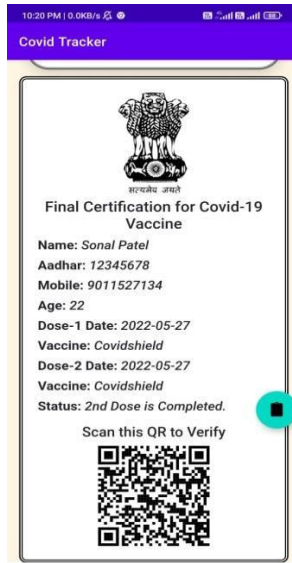 10:20 PM | 0.0KB/s
Covid Tracker
सत्यमेव जयते
Final Certification for Covid-19
Vaccine
Name: Sonal Patel
Aadhar: 12345678
Mobile: 9011527134
Age: 22
Dose-1 Date: 2022-05-27
Vaccine: Covidshield
Dose-2 Date: 2022-05-27
Vaccine: Covidshield
Status: 2nd Dose is Completed.
Scan this QR to Verify